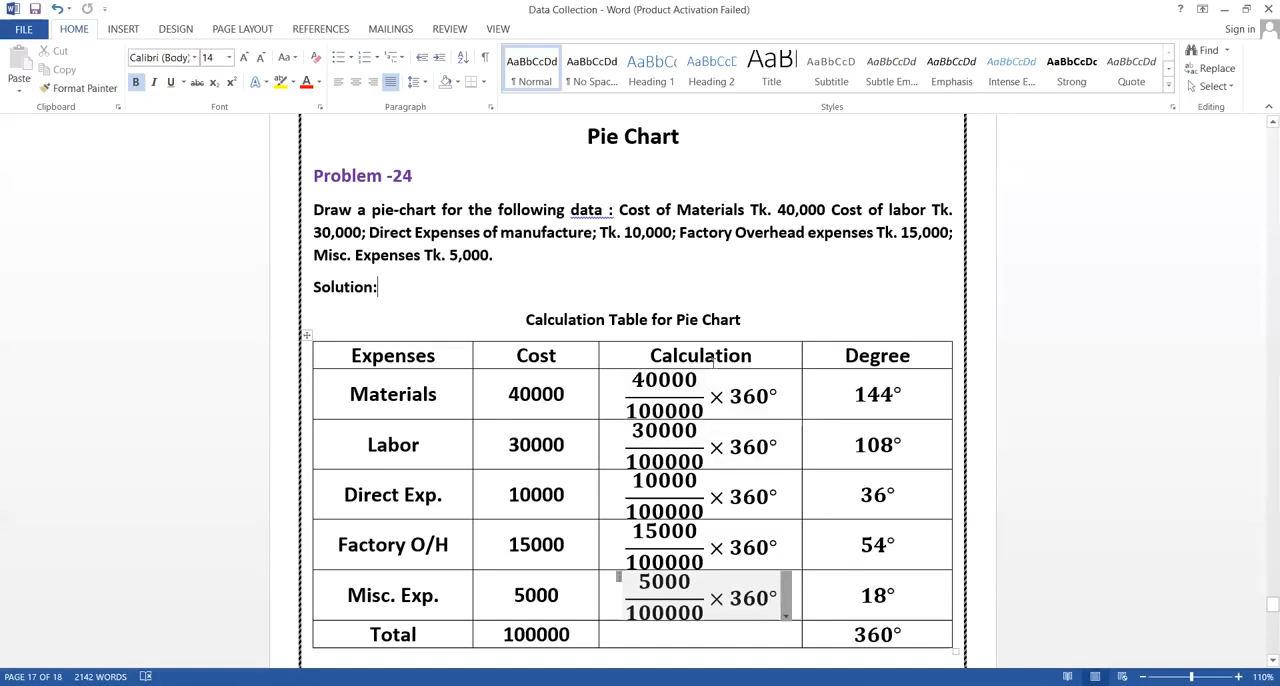 Data Collection - Word (Product Activation Failed)
FILE HOME INSERT DESIGN PAGE LAYOUT REFERENCES MAILINGS REVIEW VIEW Sign in
Paste
Cut
Copy
Format Painter
Clipboard
Calibri (Body) 14
Font
Paragraph
AaBbCcDd AaBbCcDd AaBbCc AaBbCcC AaB AaBbCcDd AaBbCcDd AaBbCcDd AaBbCcDd AaBbCcDc AaBbCcDd
¶ Normal ¶ No Spac... Heading 1 Heading 2 Title Subtitle Subtle Em... Emphasis Intense E... Strong Quote
Styles
Find
Replace
Select
Editing
Pie Chart
Problem -24
Draw a pie-chart for the following data : Cost of Materials Tk. 40,000 Cost of labor Tk.
30,000; Direct Expenses of manufacture; Tk. 10,000; Factory Overhead expenses Tk. 15,000;
Misc. Expenses Tk. 5,000.
Solution:
Calculation Table for Pie Chart
Expenses Cost Calculation Degree
Materials 40000 40000/100000 × 360° 144°
Labor 30000 30000/100000 × 360° 108°
Direct Exp. 10000 10000/100000 × 360° 36°
Factory O/H 15000 15000/100000 × 360° 54°
Misc. Exp. 5000 5000/100000 × 360° 18°
Total 100000 360°
PAGE 17 OF 18 2142 WORDS 110%